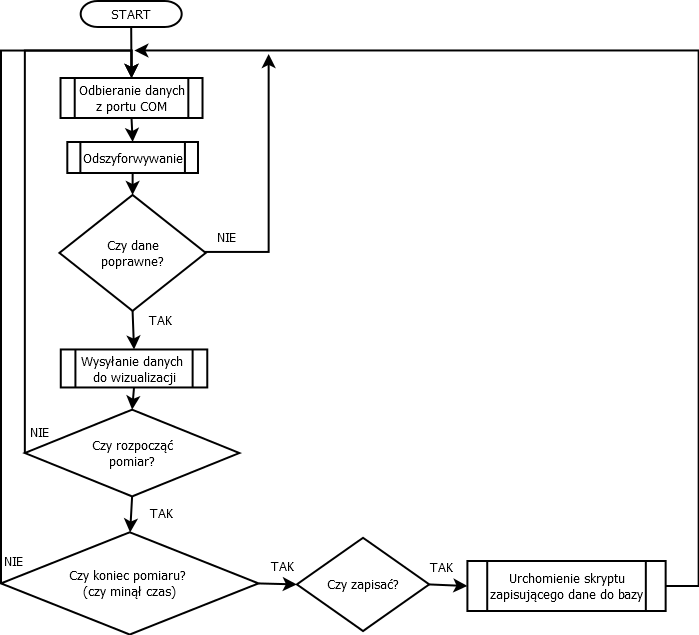 START
Odbieranie danych
z portu COM
Odszyforwywanie
Czy dane
poprawne?
NIE
TAK
Wysyłanie danych
do wizualizacji
NIE
Czy rozpocząć
pomiar?
TAK
NIE
Czy koniec pomiaru?
(czy minął czas)
TAK
Czy zapisać?
TAK
Urchomienie skryptu
zapisującego dane do bazy